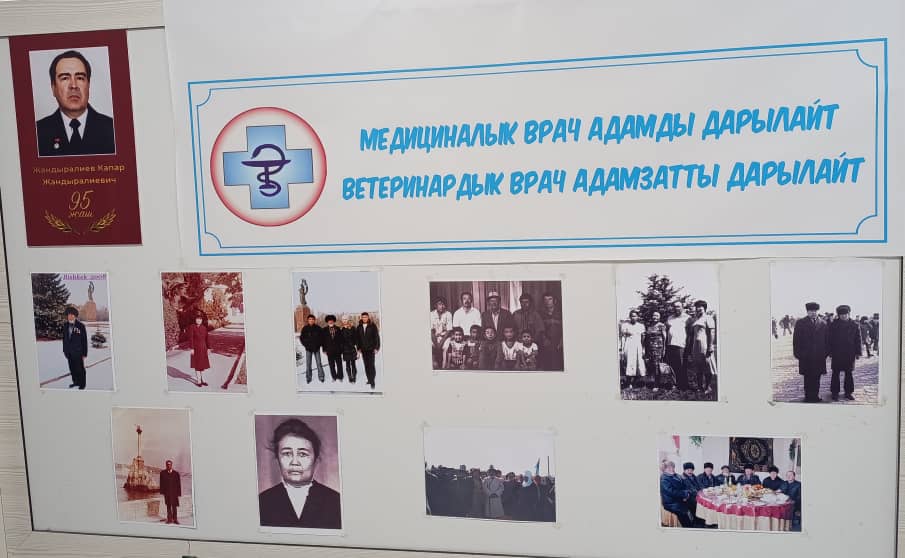 Жандыралиев Капар
Жандыралиевич
95
жаш
МЕДИЦИНАЛЫК ВРАЧ АДАМДЫ ДАРЫЛАЙТ
ВЕТЕРИНАРДЫК ВРАЧ АДАМЗАТТЫ ДАРЫЛАЙТ